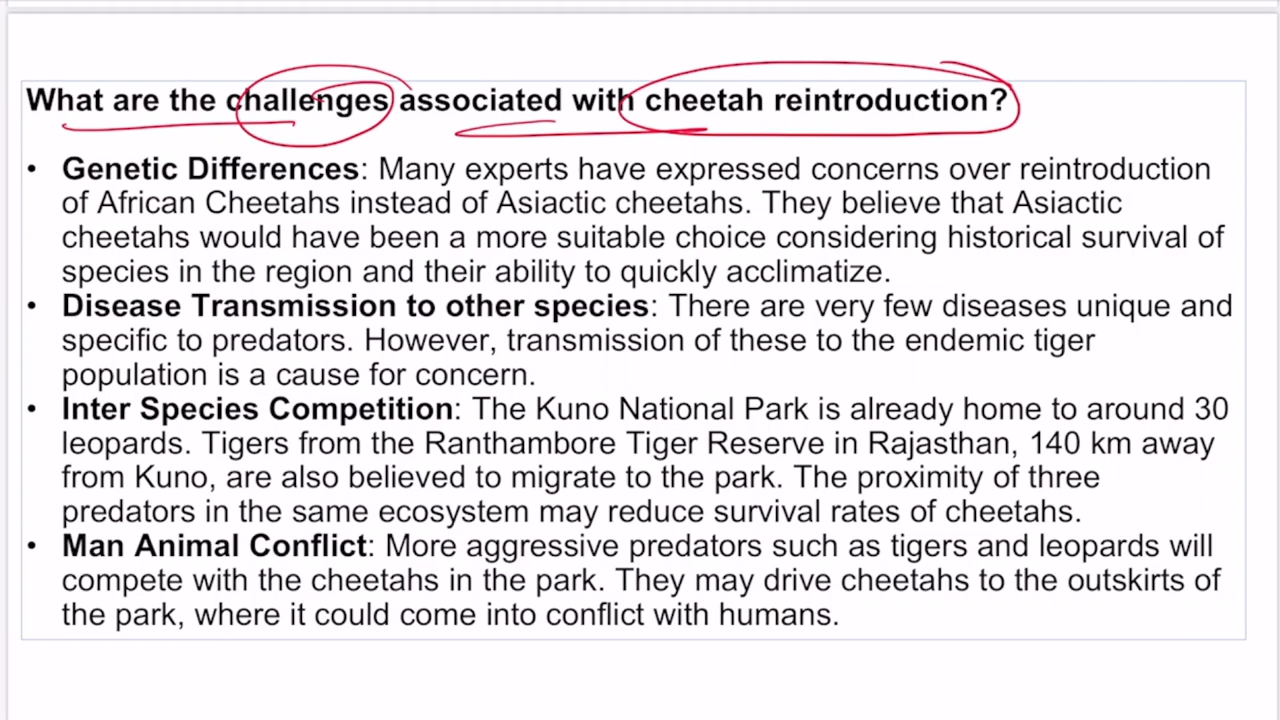 What are the challenges associated with cheetah reintroduction?
• Genetic Differences: Many experts have expressed concerns over reintroduction
of African Cheetahs instead of Asiactic cheetahs. They believe that Asiactic
cheetahs would have been a more suitable choice considering historical survival of
species in the region and their ability to quickly acclimatize.
• Disease Transmission to other species: There are very few diseases unique and
specific to predators. However, transmission of these to the endemic tiger
population is a cause for concern.
• Inter Species Competition: The Kuno National Park is already home to around 30
leopards. Tigers from the Ranthambore Tiger Reserve in Rajasthan, 140 km away
from Kuno, are also believed to migrate to the park. The proximity of three
predators in the same ecosystem may reduce survival rates of cheetahs.
• Man Animal Conflict: More aggressive predators such as tigers and leopards will
compete with the cheetahs in the park. They may drive cheetahs to the outskirts of
the park, where it could come into conflict with humans.